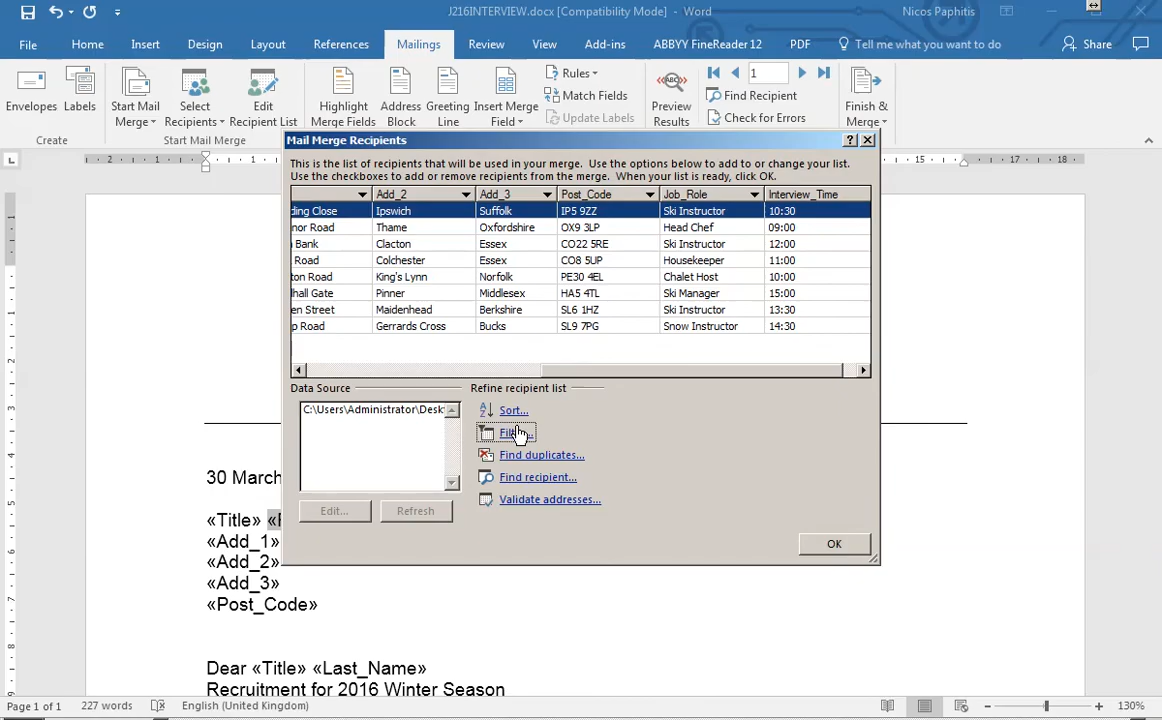 J216INTERVIEW.docx [Compatibility Mode] - Word
Nicos Paphitis
File Home Insert Design Layout References Mailings Review View Add-ins ABBYY FineReader 12 PDF Tell me what you want to do Share
Envelopes Labels
Start Mail Merge
Select Recipients
Edit Recipient List
Highlight Merge Fields
Address Block
Greeting Line
Insert Merge Field
Rules
Match Fields
Update Labels
Preview Results
1
Find Recipient
Check for Errors
Finish & Merge
Create
Start Mail Merge
2 1 1 15 17 18
Mail Merge Recipients
This is the list of recipients that will be used in your merge. Use the options below to add to or change your list.
Use the checkboxes to add or remove recipients from the merge. When your list is ready, click OK.
Add_2 Add_3 Post_Code Job_Role Interview_Time
ding Close Ipswich Suffolk IP5 9ZZ Ski Instructor 10:30
nor Road Thame Oxfordshire OX9 3LP Head Chef 09:00
Bank Clacton Essex CO22 5RE Ski Instructor 12:00
Road Colchester Essex CO8 5UP Housekeeper 11:00
ton Road King's Lynn Norfolk PE30 4EL Chalet Host 10:00
hall Gate Pinner Middlesex HA5 4TL Ski Manager 15:00
en Street Maidenhead Berkshire SL6 1HZ Ski Instructor 13:30
p Road Gerrards Cross Bucks SL9 7PG Snow Instructor 14:30
Data Source
Refine recipient list
C:\Users\Administrator\Desk
Sort...
Find duplicates...
Find recipient...
Validate addresses...
Edit...
Refresh
OK
30 March
«Title»
«Add_1»
«Add_2»
«Add_3»
«Post_Code»
Dear «Title» «Last_Name»
Recruitment for 2016 Winter Season
Page 1 of 1 227 words English (United Kingdom) 130%